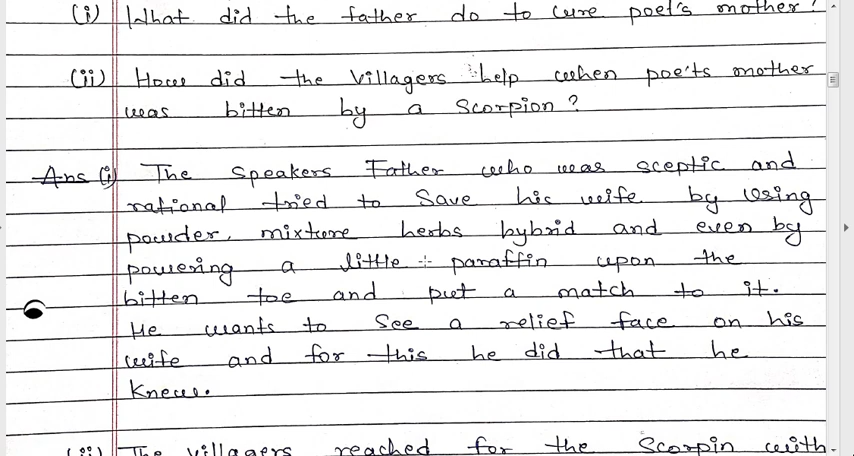 (i) What did the father do to cure poet's mother?
(ii) How did the villagers help when poe'ts mother
was bitten by a Scorpion?
Ans (i) The speakers Father who was sceptic and
rational tried to save his wife by using
powder, mixture herbs hybrid and even by
powering a little paraffin upon the
bitten toe and put a match to it.
He wants to see a relief face on his
wife and for this he did that he
knew.
(ii) The villagers reached for the Scorpin with-